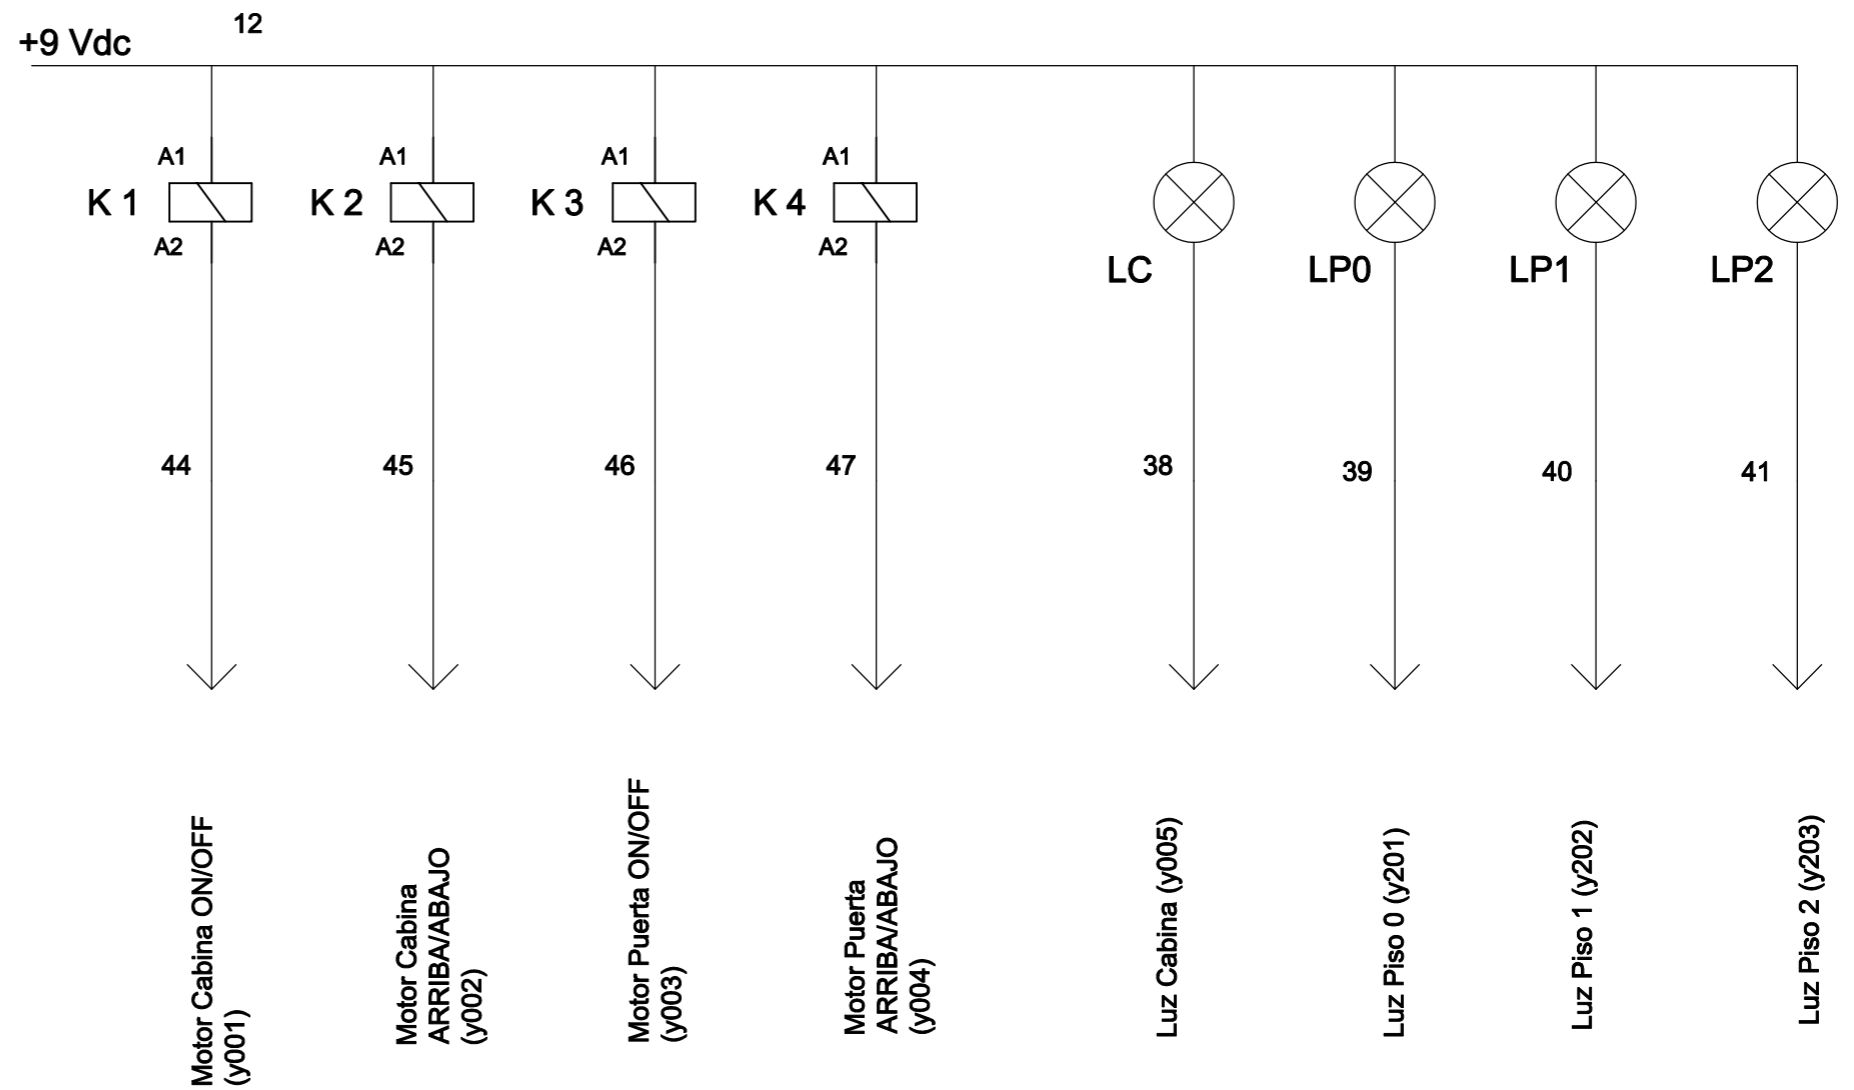 12
+9 Vdc
A1
A1
A1
A1
K 1
K 2
K 3
K 4
A2
A2
A2
A2
LC
LP0
LP1
LP2
44
45
46
47
38
39
40
41
Motor Cabina ON/OFF
(y001)
Motor Cabina
ARRIBA/ABAJO
(y002)
Motor Puerta ON/OFF
(y003)
Motor Puerta
ARRIBA/ABAJO
(y004)
Luz Cabina (y005)
Luz Piso 0 (y201)
Luz Piso 1 (y202)
Luz Piso 2 (y203)